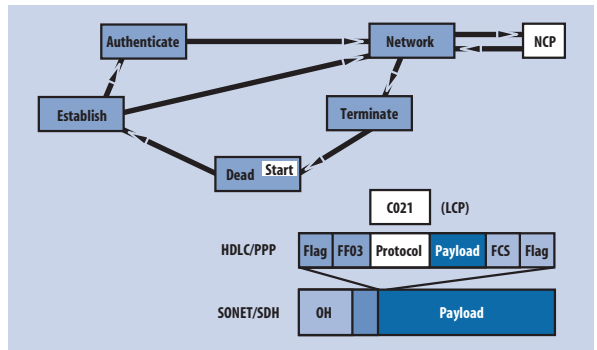 Authenticate
Network
NCP
Establish
Terminate
Dead Start
C021 (LCP)
HDLC/PPP Flag FF03 Protocol Payload FCS Flag
SONET/SDH OH Payload